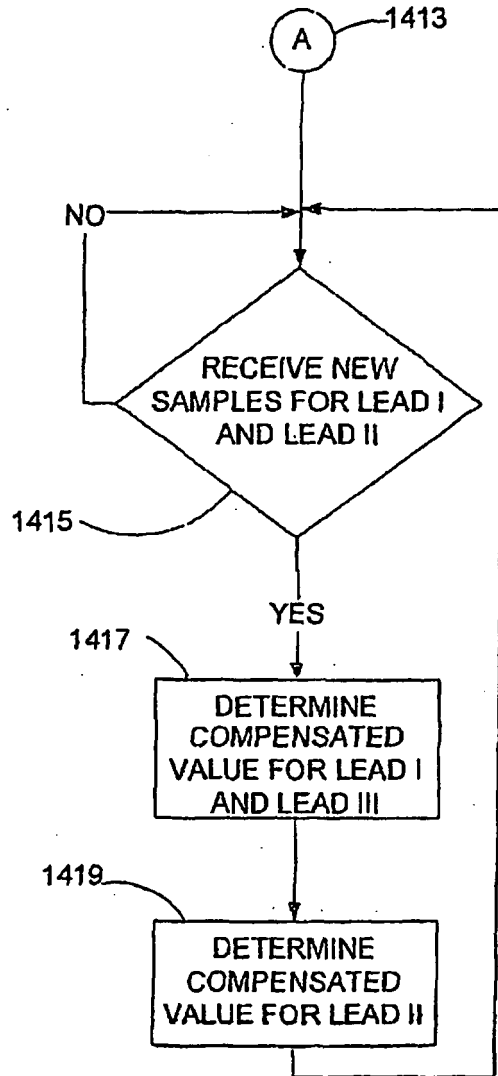 A
1413
NO
RECEIVE NEW
SAMPLES FOR LEAD I
AND LEAD II
1415
YES
1417
DETERMINE
COMPENSATED
VALUE FOR LEAD I
AND LEAD III
1419
DETERMINE
COMPENSATED
VALUE FOR LEAD II